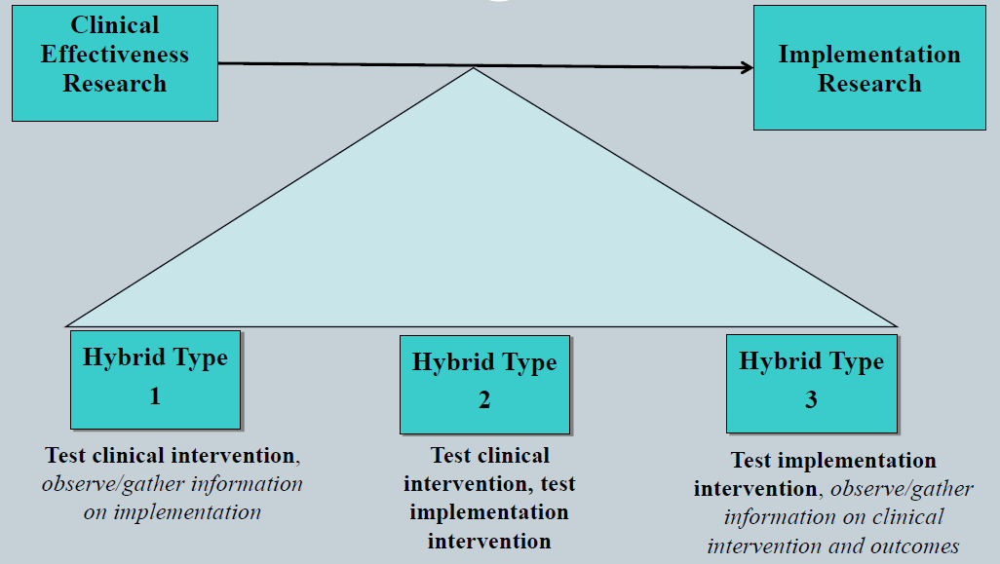 Clinical
Effectiveness
Research
Implementation
Research
Hybrid Type
1
Test clinical intervention,
observe/gather information
on implementation
Hybrid Type
2
Test clinical
intervention, test
implementation
intervention
Hybrid Type
3
Test implementation
intervention, observe/gather
information on clinical
intervention and outcomes